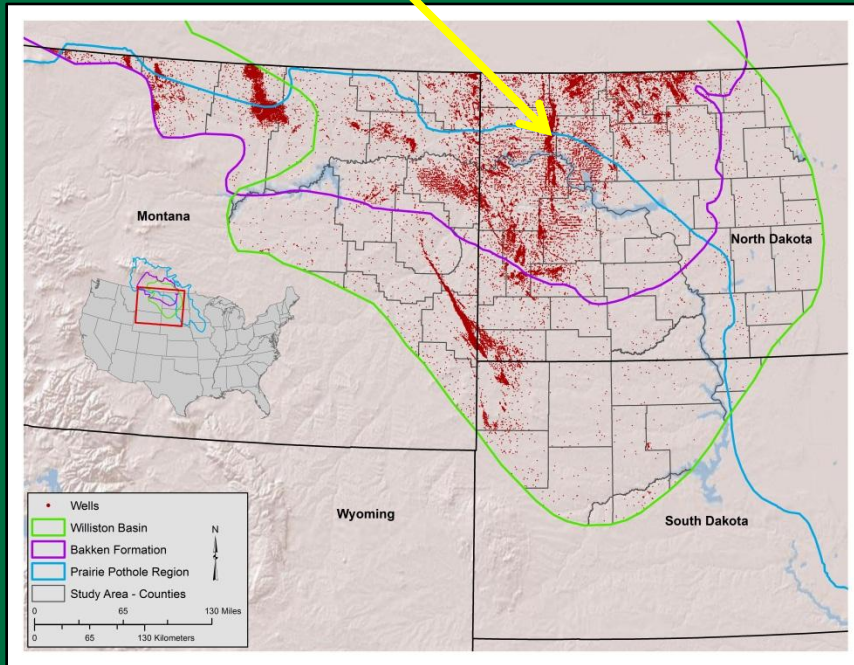 Montana
North Dakota
Wyoming
South Dakota
Wells
Williston Basin
Bakken Formation
Prairie Pothole Region
Study Area - Counties
N
0 65 130 Miles
0 65 130 Kilometers